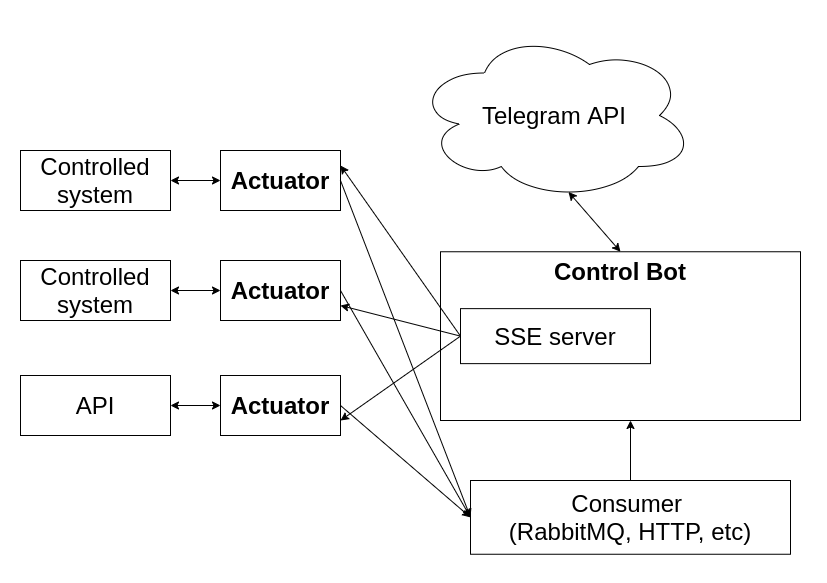 Telegram API
Controlled
system
Actuator
Controlled
system
Actuator
API
Actuator
Control Bot
SSE server
Consumer
(RabbitMQ, HTTP, etc)